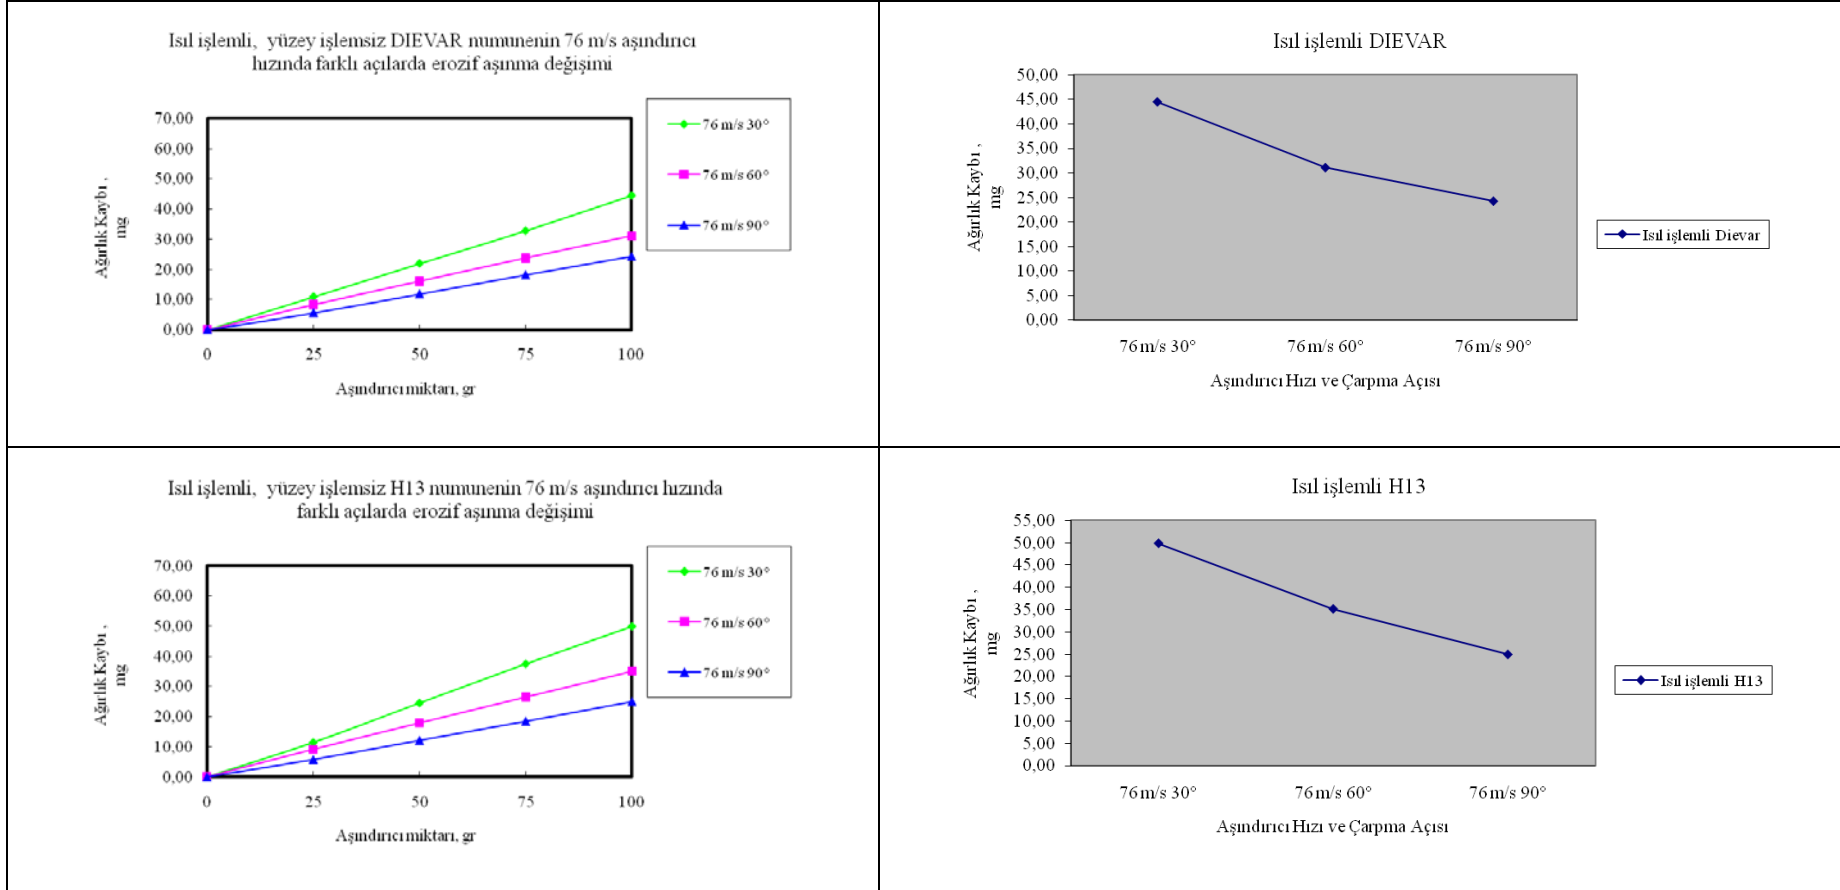 Isıl işlemli, yüzey işlemsiz DIEVAR numunenin 76 m/s aşındırıcı
hızında farklı açılarda erozif aşınma değişimi
70,00
60,00
50,00
40,00
30,00
20,00
10,00
0,00
Ağırlık Kaybı ,
mg
0 25 50 75 100
Aşındırıcı miktarı, gr
76 m/s 30°
76 m/s 60°
76 m/s 90°
Isıl işlemli DIEVAR
50,00
45,00
40,00
35,00
30,00
25,00
20,00
15,00
10,00
5,00
0,00
Ağırlık Kaybı ,
mg
76 m/s 30° 76 m/s 60° 76 m/s 90°
Aşındırıcı Hızı ve Çarpma Açısı
Isıl işlemli Dievar
Isıl işlemli, yüzey işlemsiz H13 numunenin 76 m/s aşındırıcı hızında
farklı açılarda erozif aşınma değişimi
70,00
60,00
50,00
40,00
30,00
20,00
10,00
0,00
Ağırlık Kaybı ,
mg
0 25 50 75 100
Aşındırıcı miktarı, gr
76 m/s 30°
76 m/s 60°
76 m/s 90°
Isıl işlemli H13
55,00
50,00
45,00
40,00
35,00
30,00
25,00
20,00
15,00
10,00
5,00
0,00
Ağırlık Kaybı ,
mg
76 m/s 30° 76 m/s 60° 76 m/s 90°
Aşındırıcı Hızı ve Çarpma Açısı
Isıl işlemli H13